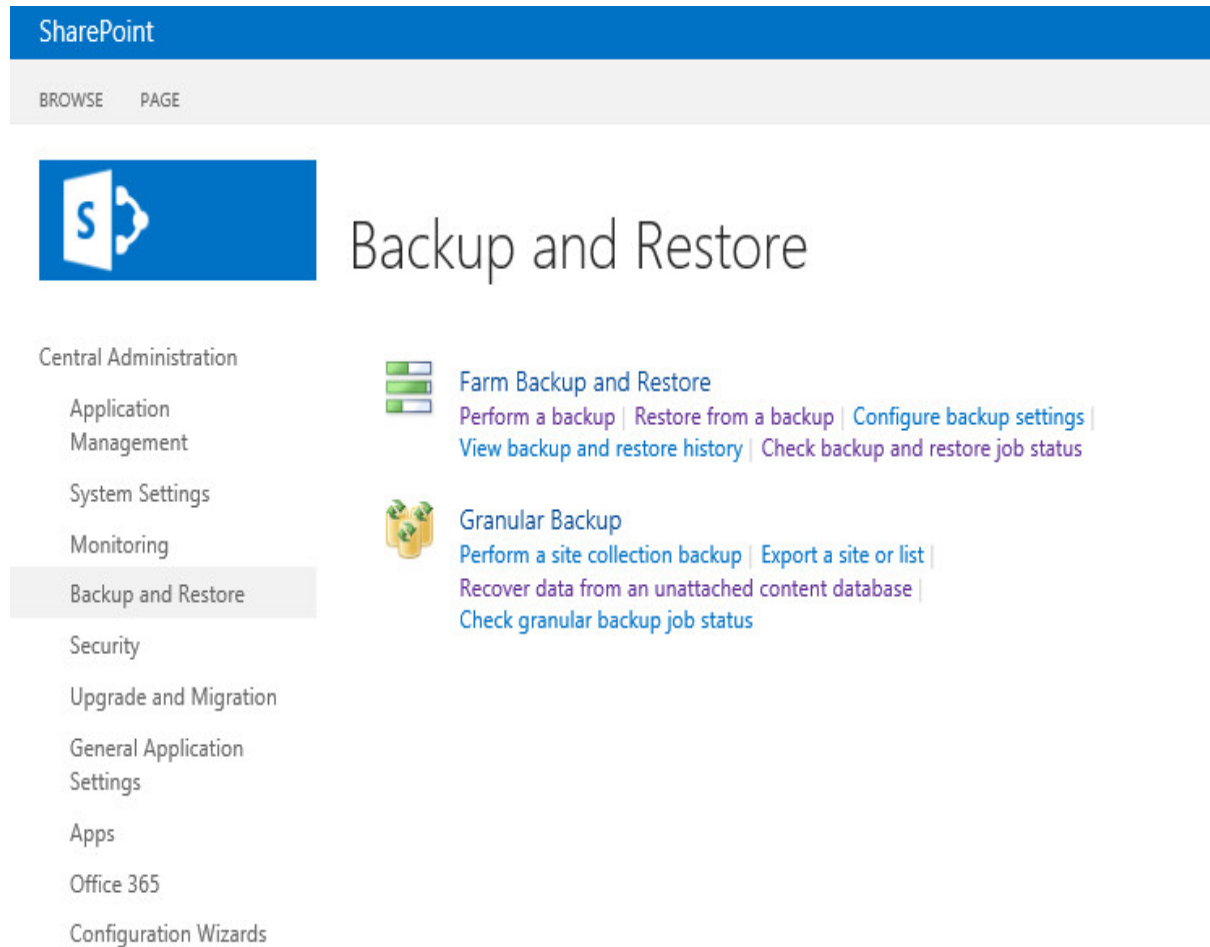 SharePoint
BROWSE PAGE
S
Backup and Restore
Central Administration
Application
Management
System Settings
Monitoring
Backup and Restore
Security
Upgrade and Migration
General Application
Settings
Apps
Office 365
Configuration Wizards
Farm Backup and Restore
Perform a backup | Restore from a backup | Configure backup settings |
View backup and restore history | Check backup and restore job status
Granular Backup
Perform a site collection backup | Export a site or list |
Recover data from an unattached content database |
Check granular backup job status